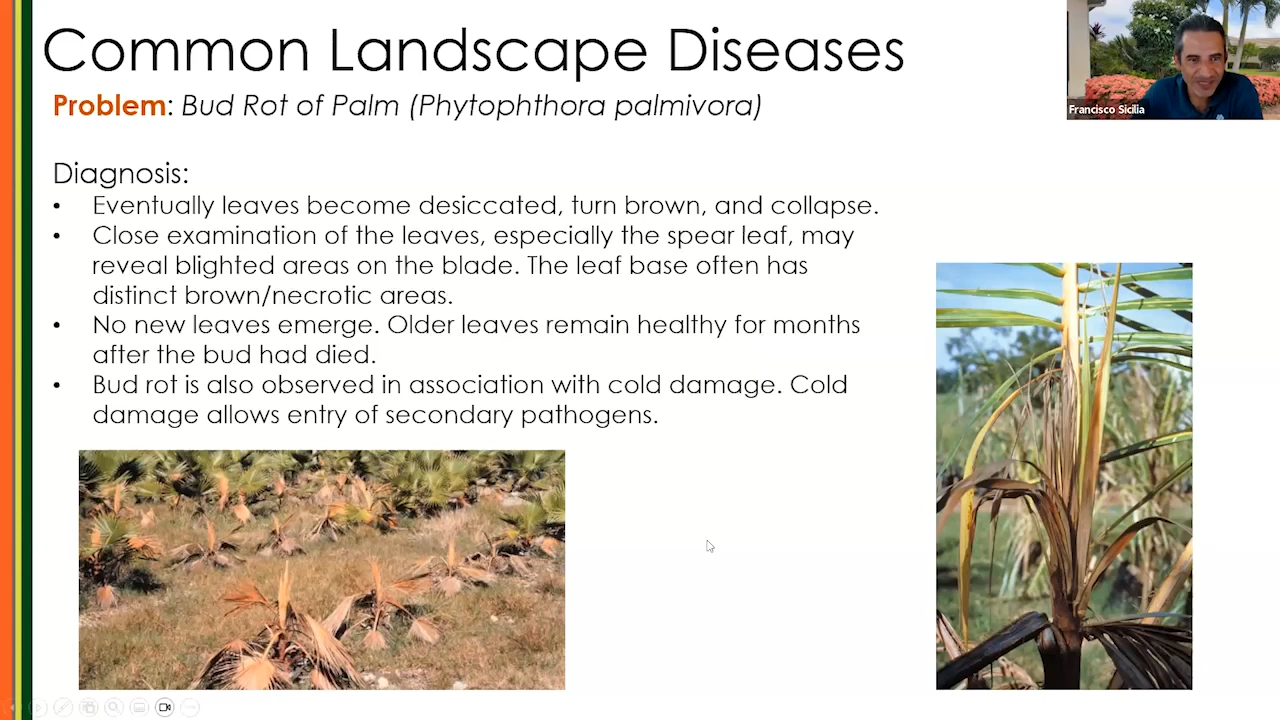 Common Landscape Diseases
Problem: Bud Rot of Palm (Phytophthora palmivora)
Francisco Sicilia
Diagnosis:
• Eventually leaves become desiccated, turn brown, and collapse.
• Close examination of the leaves, especially the spear leaf, may
reveal blighted areas on the blade. The leaf base often has
distinct brown/necrotic areas.
• No new leaves emerge. Older leaves remain healthy for months
after the bud had died.
• Bud rot is also observed in association with cold damage. Cold
damage allows entry of secondary pathogens.